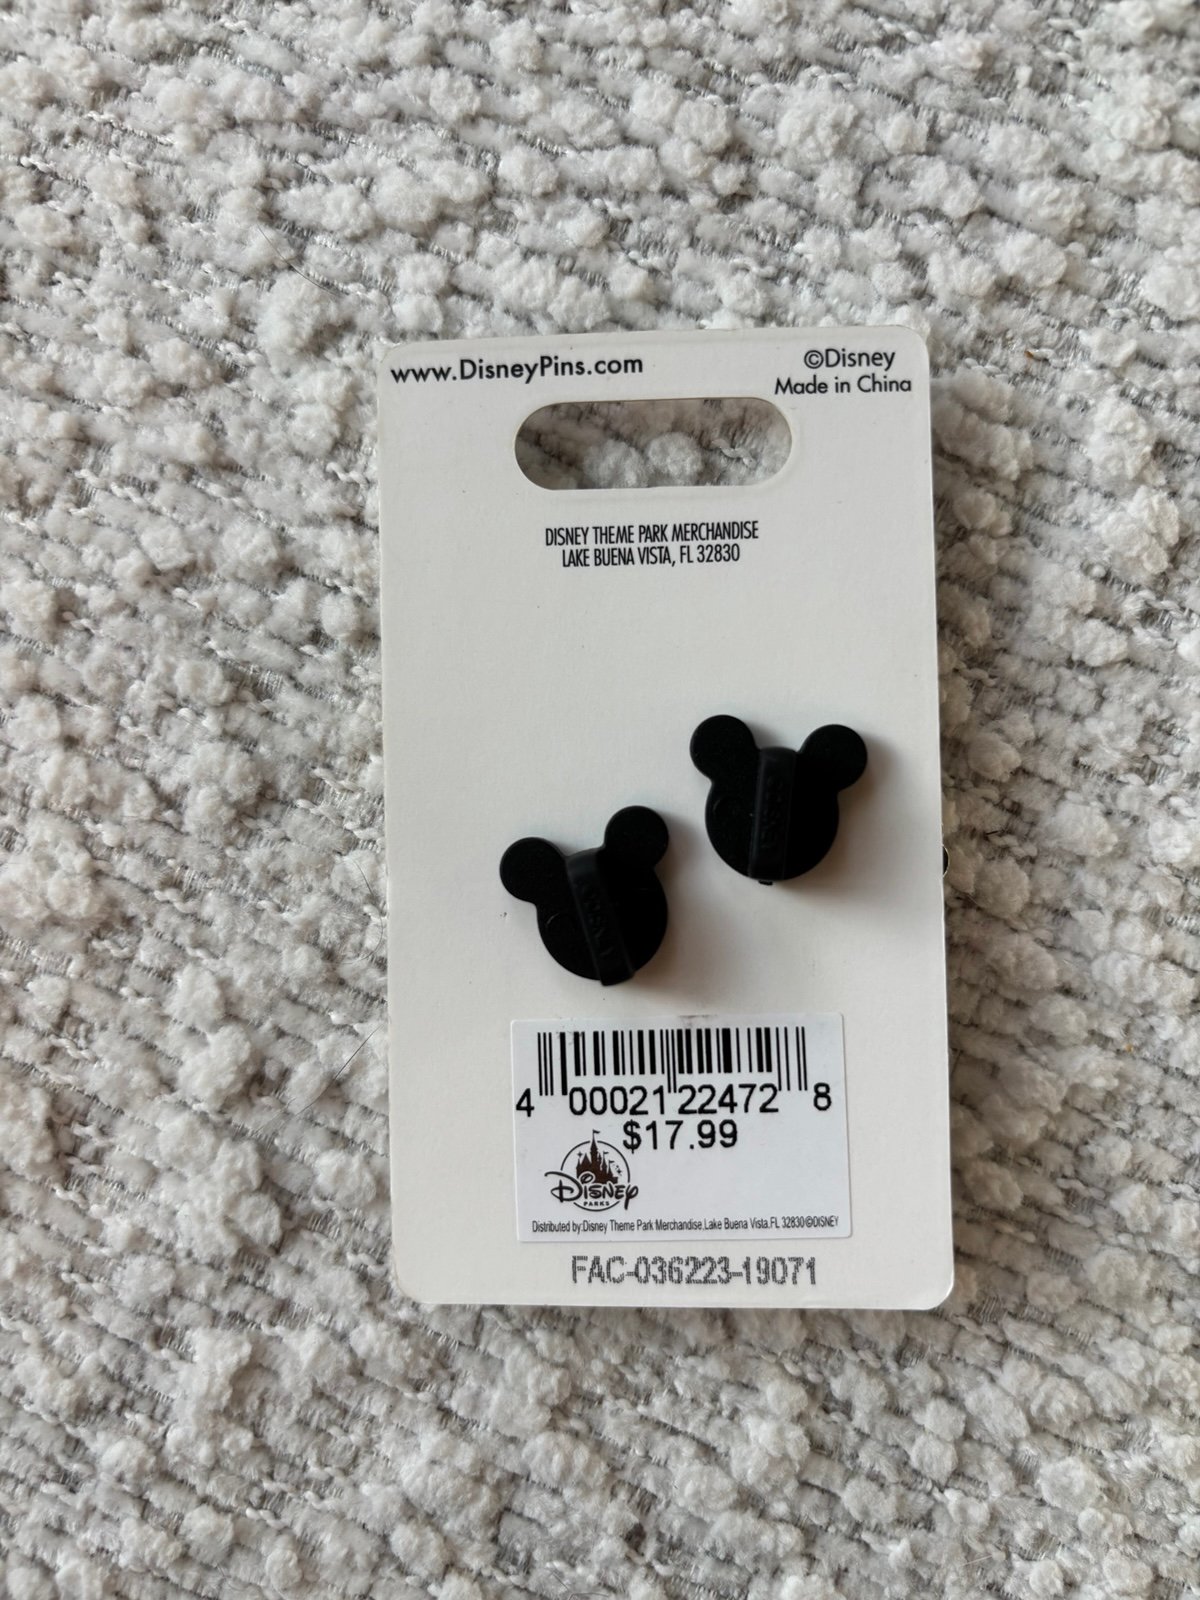 www.DisneyPins.com
©Disney
Made in China
DISNEY THEME PARK MERCHANDISE
LAKE BUENA VISTA, FL 32830
4 00021 22472 8
$17.99
Disney
PARKS
Distributed by:Disney Theme Park Merchandise,Lake Buena Vista,FL 32830©DISNEY
FAC-036223-19071